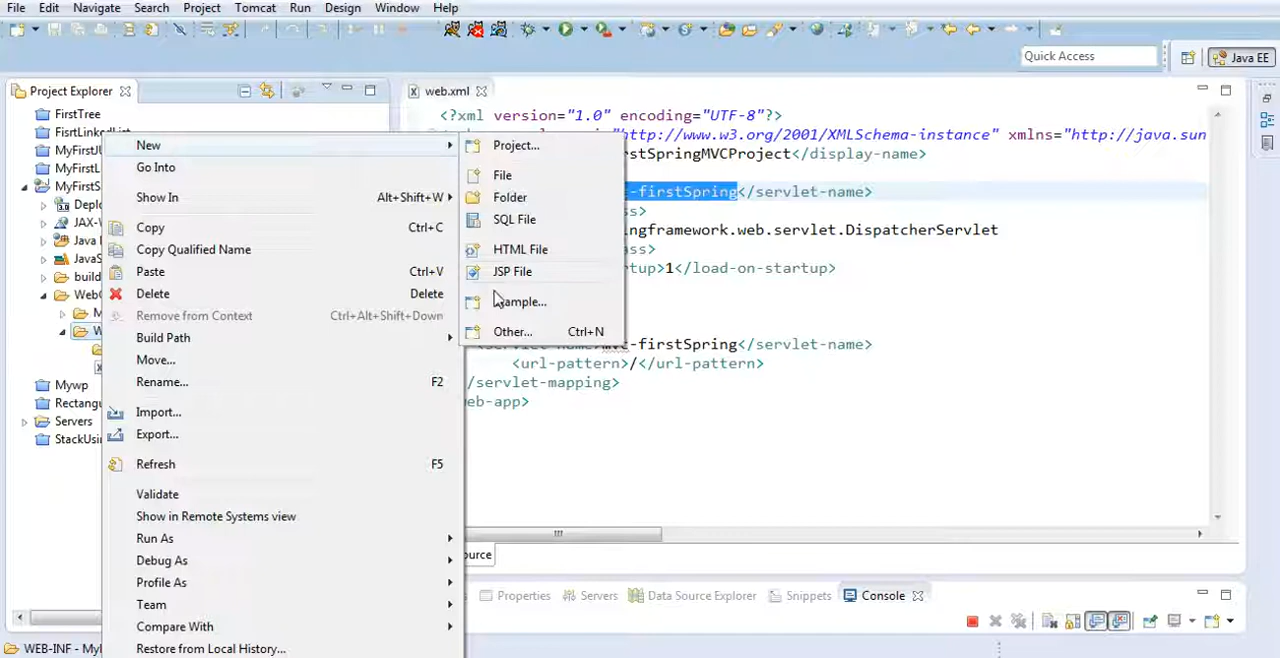 File Edit Navigate Search Project Tomcat Run Design Window Help
Quick Access
Java EE
Project Explorer
FirstTree
FisrtLinkedList
MyFirstL
MyFirstS
Deplo
JAX-W
Java
JavaS
build
WebC
M
W
Mywp
Rectangu
Servers
StackUsi
New
Go Into
Show In Alt+Shift+W
Copy Ctrl+C
Copy Qualified Name
Paste Ctrl+V
Delete Delete
Remove from Context Ctrl+Alt+Shift+Down
Build Path
Move...
Rename... F2
Import...
Export...
Refresh F5
Validate
Show in Remote Systems view
Run As
Debug As
Profile As
Team
Compare With
Restore from Local History...
Project...
File
Folder
SQL File
HTML File
JSP File
xample...
Other... Ctrl+N
web.xml
<?xml version="1.0" encoding="UTF-8"?>
"http://www.w3.org/2001/XMLSchema-instance" xmlns="http://java.sun
rstSpringMVCProject</display-name>
-firstSpring</servlet-name>
s>
ingframework.web.servlet.DispatcherServlet
ass>
tup>1</load-on-startup>
-firstSpring</servlet-name>
<url-pattern>/</url-pattern>
/servlet-mapping>
eb-app>
ource
Properties Servers Data Source Explorer Snippets Console
WEB-INF - MyF